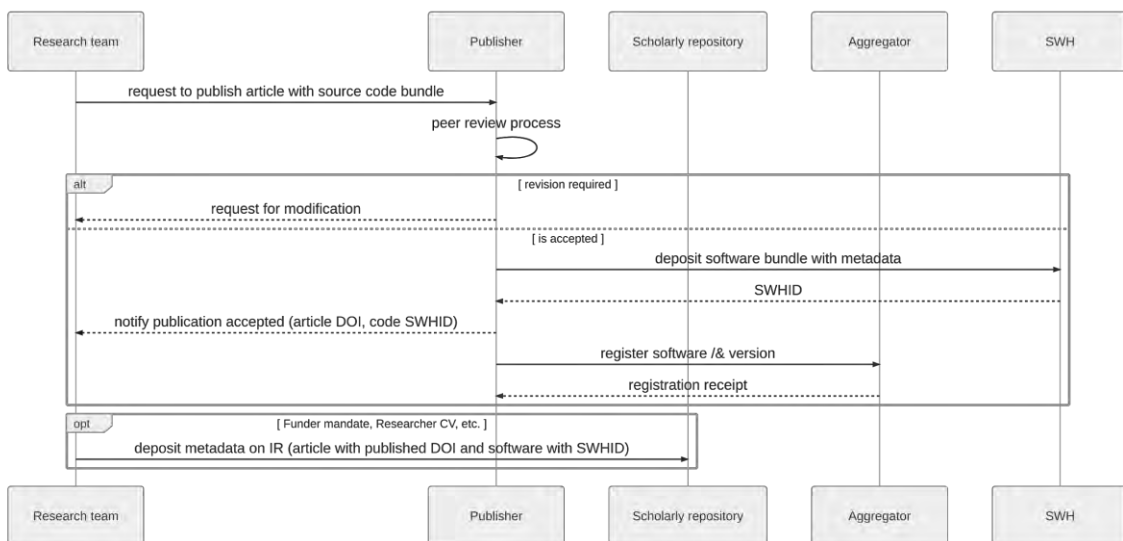 Research team
Publisher
Scholarly repository
Aggregator
SWH
request to publish article with source code bundle
peer review process
alt
[ revision required ]
request for modification
[ is accepted ]
deposit software bundle with metadata
SWHID
notify publication accepted (article DOI, code SWHID)
register software /& version
registration receipt
opt
[ Funder mandate, Researcher CV, etc. ]
deposit metadata on IR (article with published DOI and software with SWHID)
Research team
Publisher
Scholarly repository
Aggregator
SWH